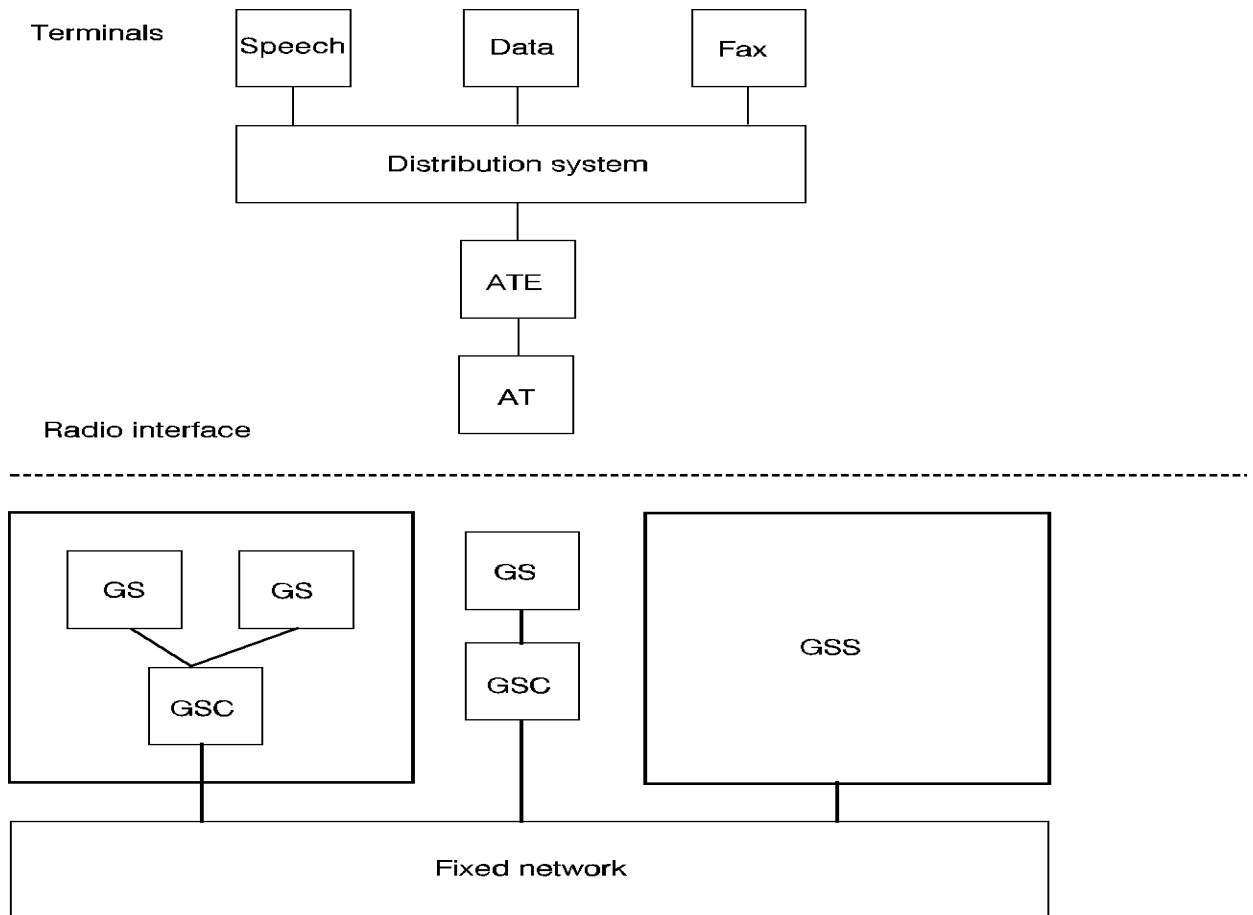 Terminals
Speech
Data
Fax
Distribution system
ATE
AT
Radio interface
GS
GS
GS
GSS
GSC
GSC
Fixed network